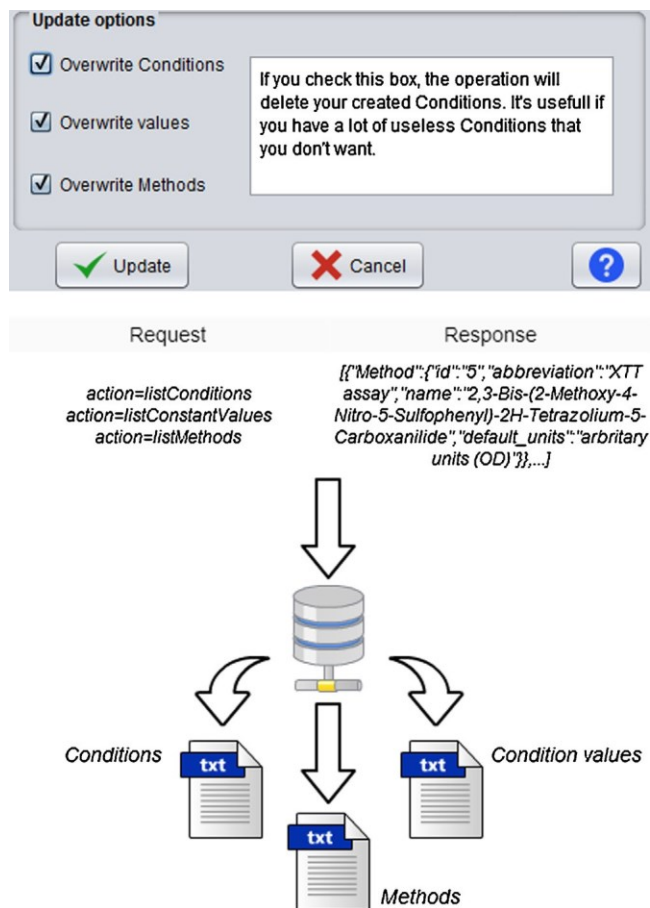 Update options
Overwrite Conditions
Overwrite values
Overwrite Methods
If you check this box, the operation will
delete your created Conditions. It's usefull if
you have a lot of useless Conditions that
you don't want.
Update
Cancel
?
Request
Response
action=listConditions
action=listConstantValues
action=listMethods
[{"Method":{"id":"5","abbreviation":"XTT
assay","name":"2,3-Bis-(2-Methoxy-4-
Nitro-5-Sulfophenyl)-2H-Tetrazolium-5-
Carboxanilide","default_units":"arbritary
units (OD)"}},...]
Conditions
txt
txt
Condition values
txt
Methods